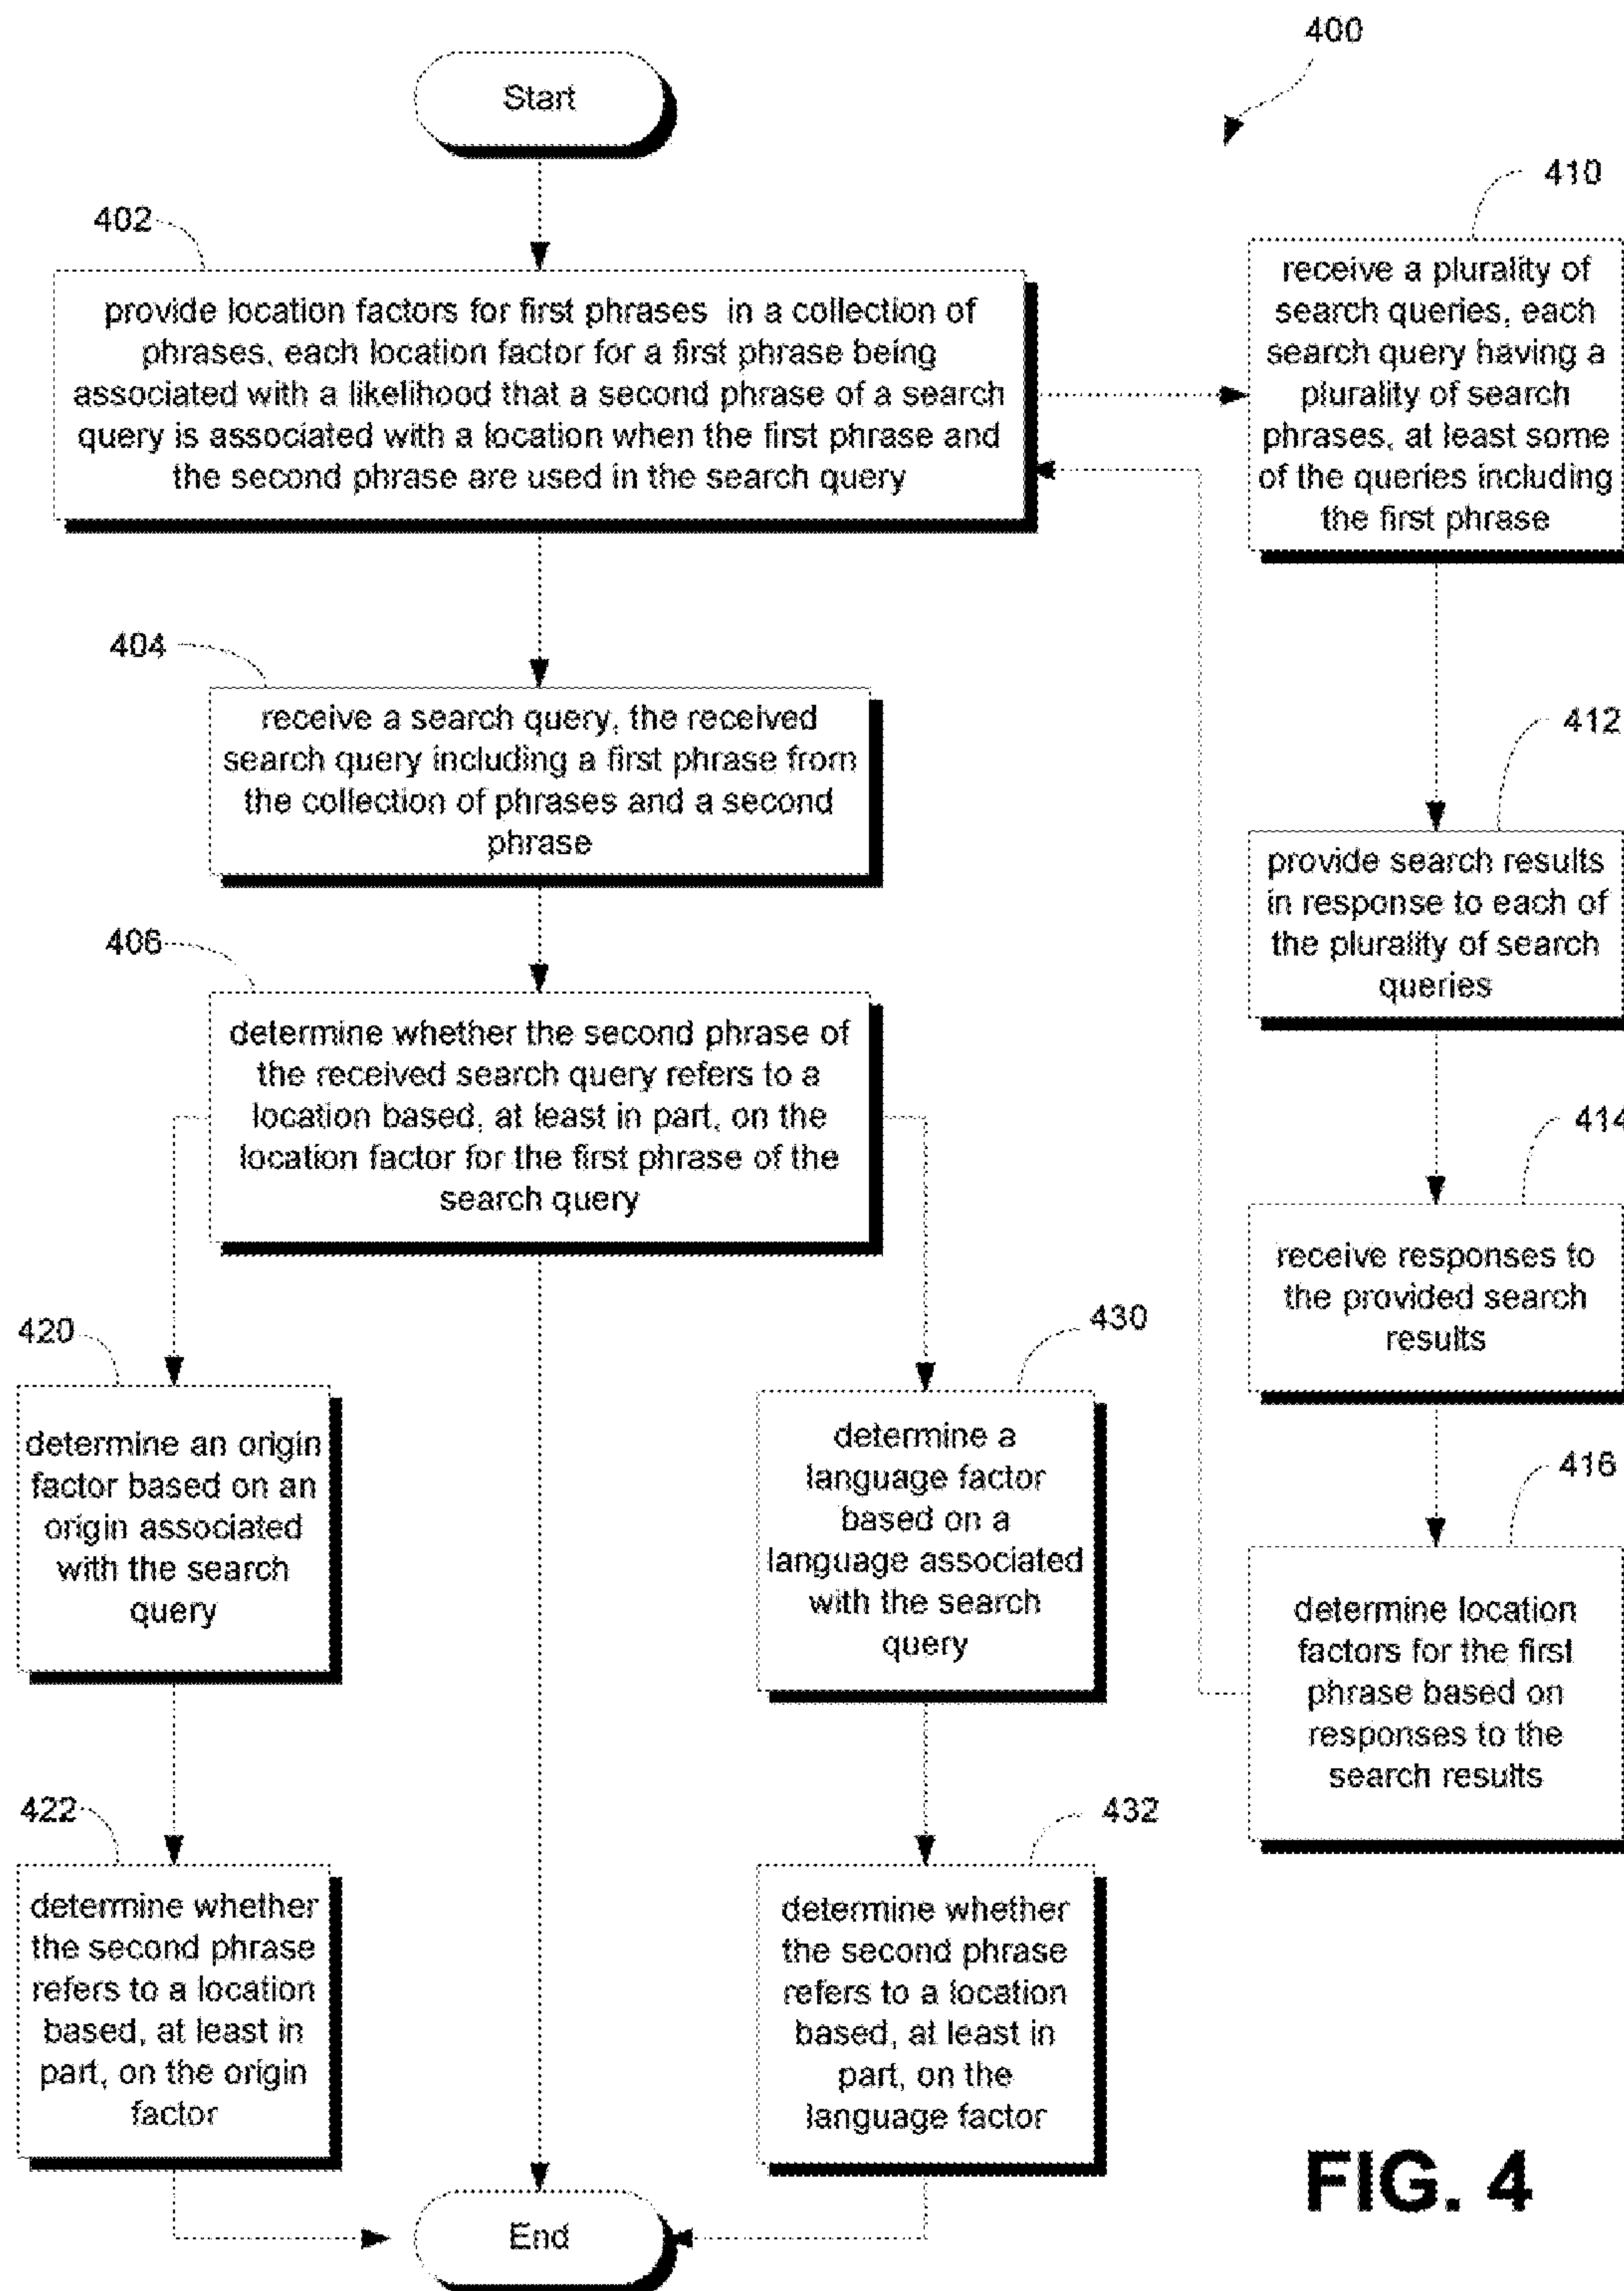 400
Start
402
provide location factors for first phrases in a collection of
phrases, each location factor for a first phrase being
associated with a likelihood that a second phrase of a search
query is associated with a location when the first phrase and
the second phrase are used in the search query
410
receive a plurality of
search queries, each
search query having a
plurality of search
phrases, at least some
of the queries including
the first phrase
404
receive a search query, the received
search query including a first phrase from
the collection of phrases and a second
phrase
412
provide search results
in response to each of
the plurality of search
queries
406
determine whether the second phrase of
the received search query refers to a
location based, at least in part, on the
location factor for the first phrase of the
search query
414
receive responses to
the provided search
results
420
determine an origin
factor based on an
origin associated
with the search
query
430
determine a
language factor
based on a
language associated
with the search
query
416
determine location
factors for the first
phrase based on
responses to the
search results
422
determine whether
the second phrase
refers to a location
based, at least in
part, on the origin
factor
432
determine whether
the second phrase
refers to a location
based, at least in
part, on the
language factor
End
FIG. 4